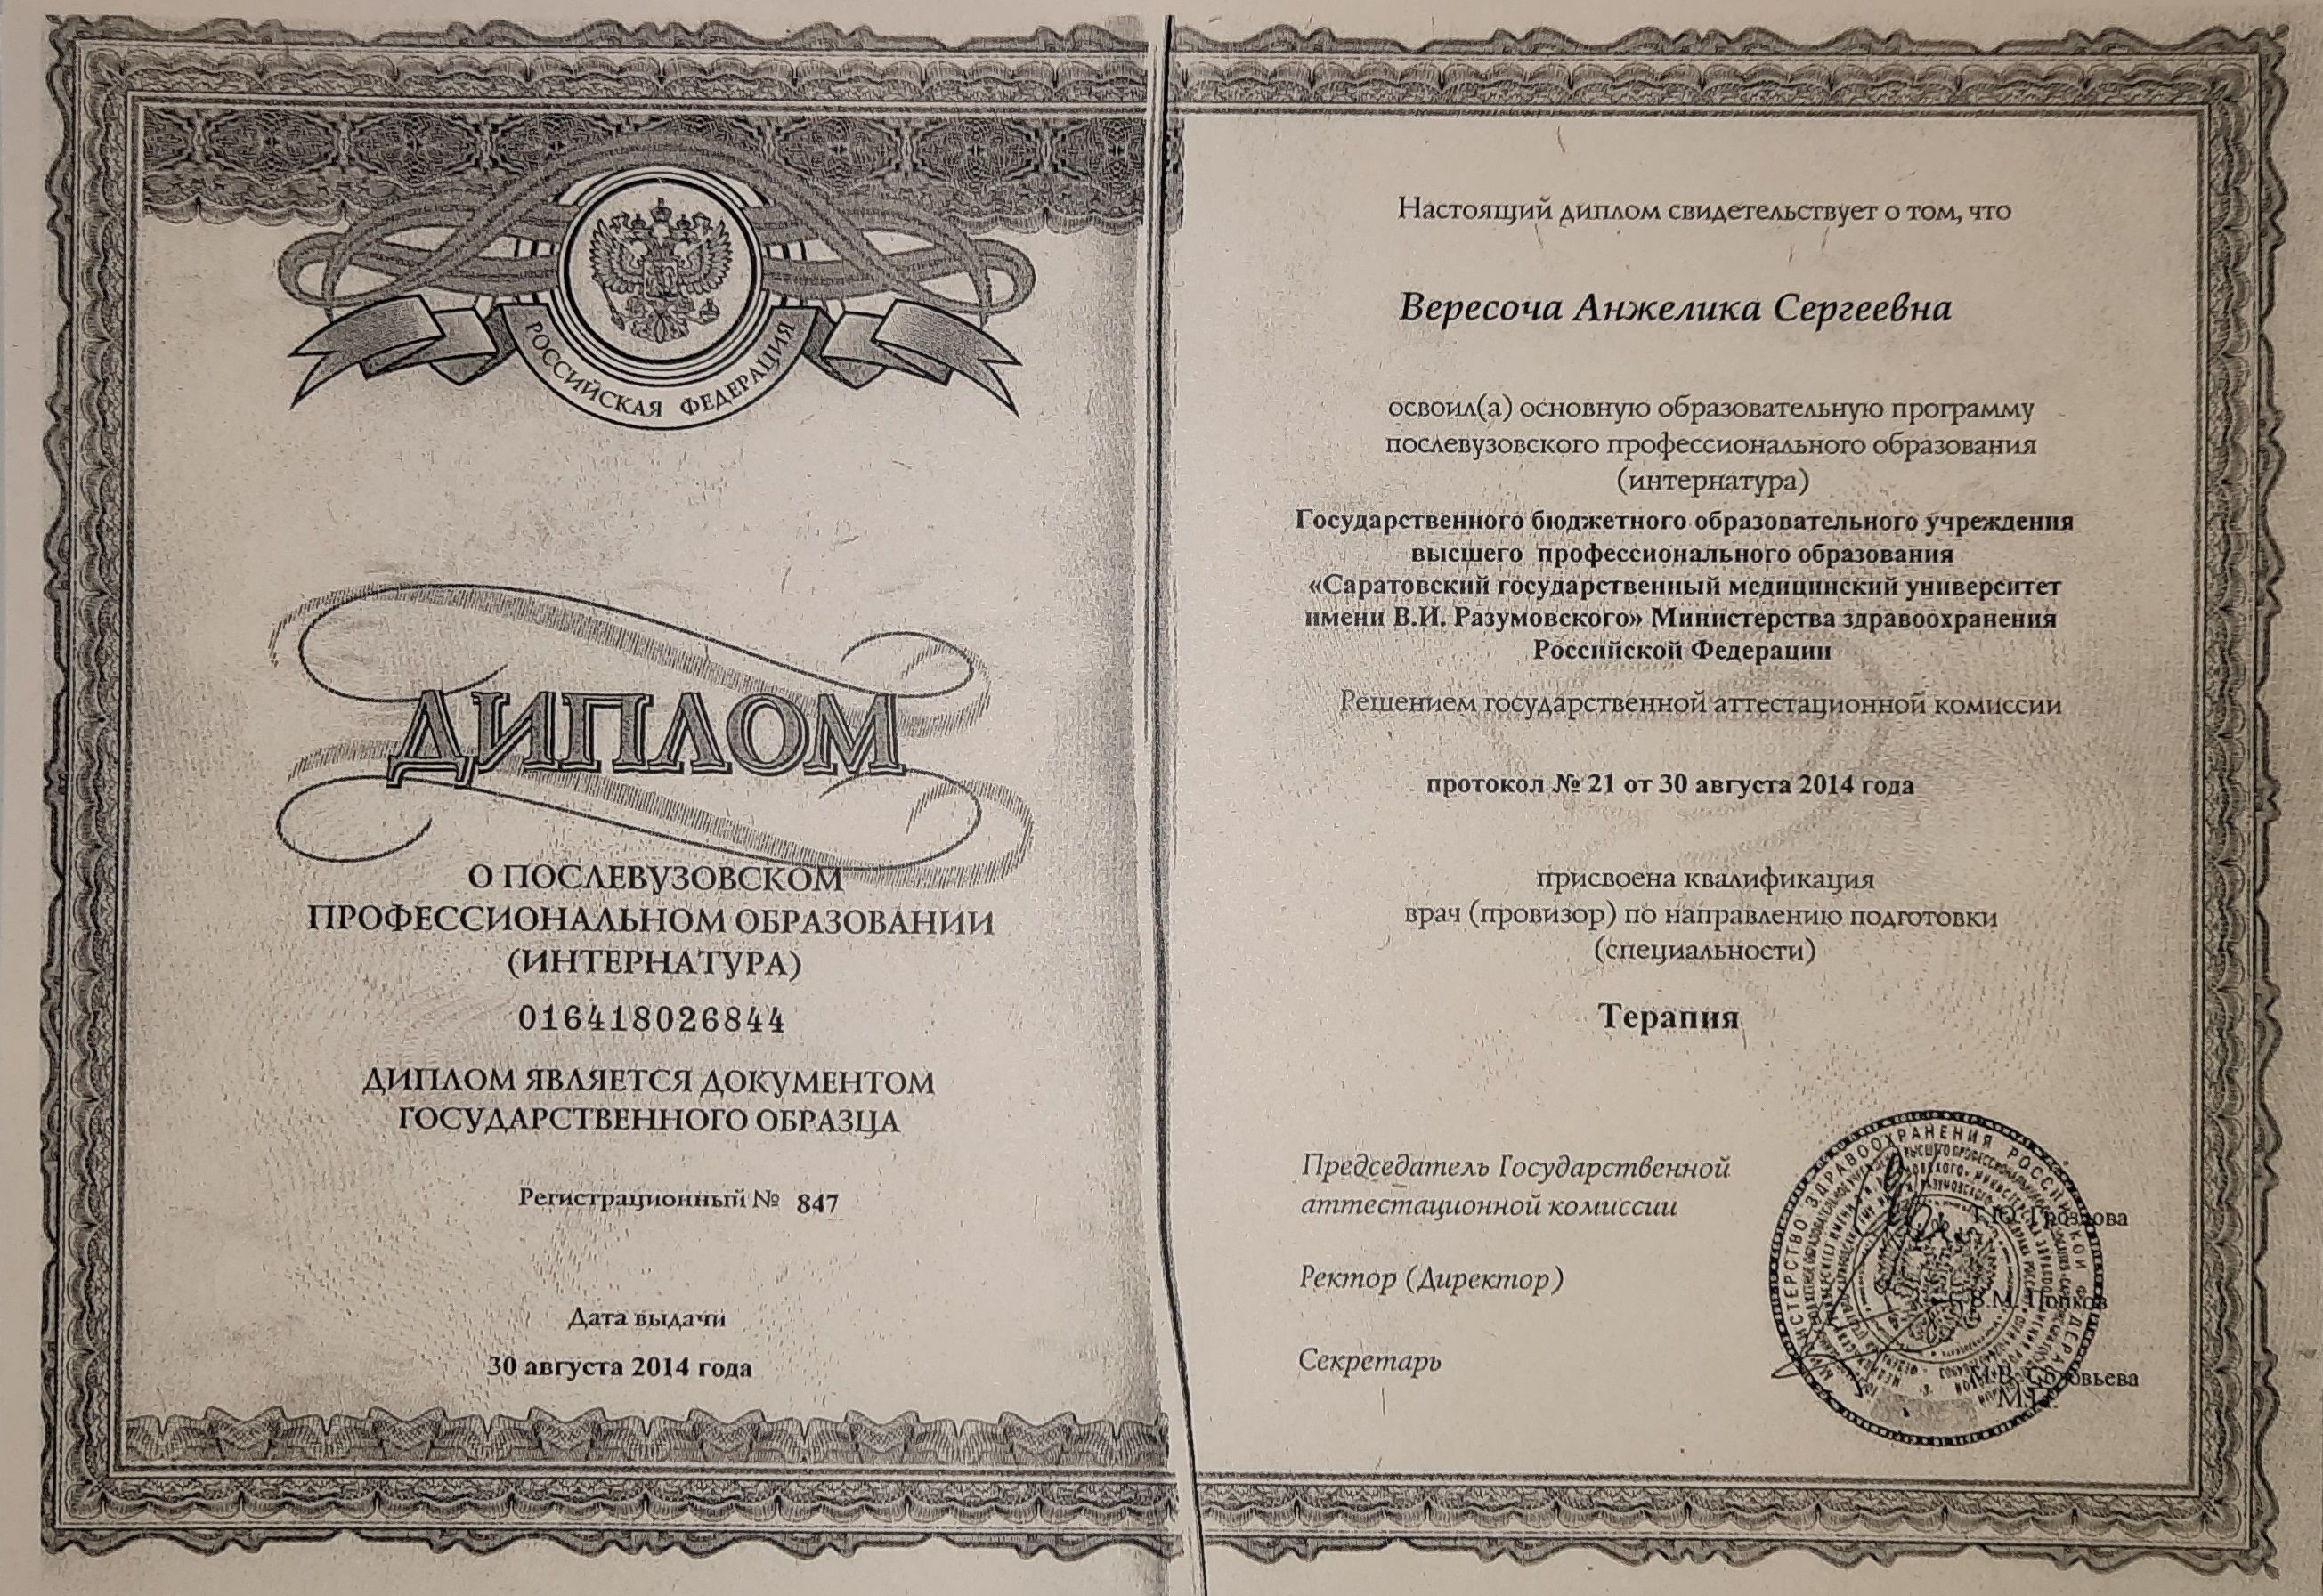 РОССИЙСКАЯ ФЕДЕРАЦИЯ
ДИПЛОМ
О ПОСЛЕВУЗОВСКОМ
ПРОФЕССИОНАЛЬНОМ ОБРАЗОВАНИИ
(ИНТЕРНАТУРА)
016418026844
ДИПЛОМ ЯВЛЯЕТСЯ ДОКУМЕНТОМ
ГОСУДАРСТВЕННОГО ОБРАЗЦА
Регистрационный № 847
Дата выдачи
30 августа 2014 года
Настоящий диплом свидетельствует о том, что
Вересоча Анжелика Сергеевна
освоил(а) основную образовательную программу
послевузовского профессионального образования
(интернатура)
Государственного бюджетного образовательного учреждения
высшего профессионального образования
«Саратовский государственный медицинский университет
имени В.И. Разумовского» Министерства здравоохранения
Российской Федерации
Решением государственной аттестационной комиссии
протокол № 21 от 30 августа 2014 года
присвоена квалификация
врач (провизор) по направлению подготовки
(специальности)
Терапия
Председатель Государственной
аттестационной комиссии
Ректор (Директор)
В.М. Попков
Секретарь
МИНИСТЕРСТВО ЗДРАВООХРАНЕНИЯ РОССИЙСКОЙ ФЕДЕРАЦИИ